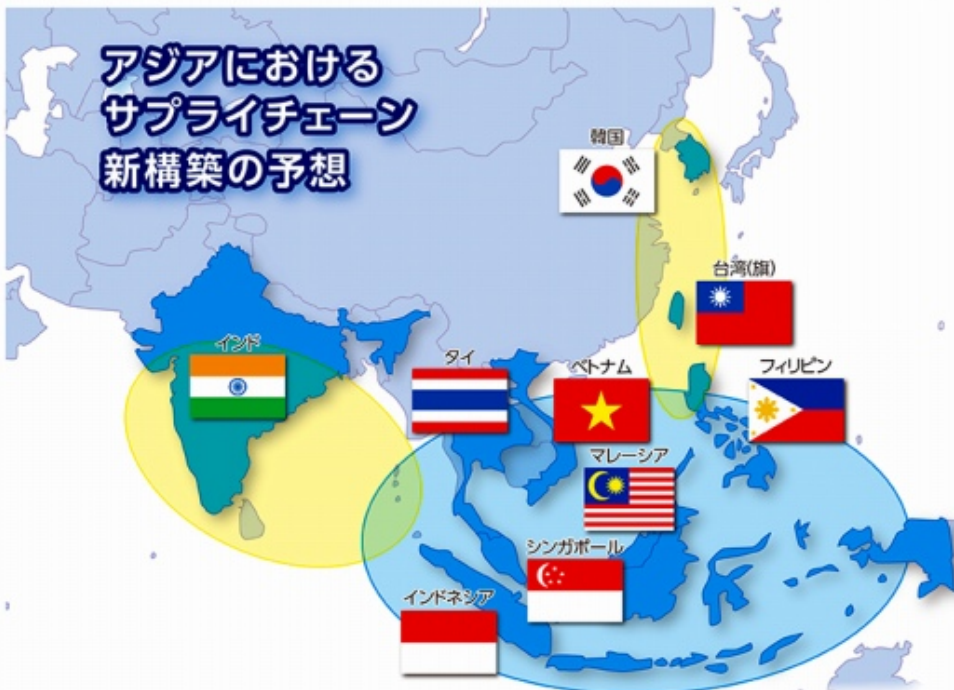 アジアにおける
サプライチェーン
新構築の予想
韓国
台湾(旗)
インド
タイ
ベトナム
フィリピン
マレーシア
シンガポール
インドネシア